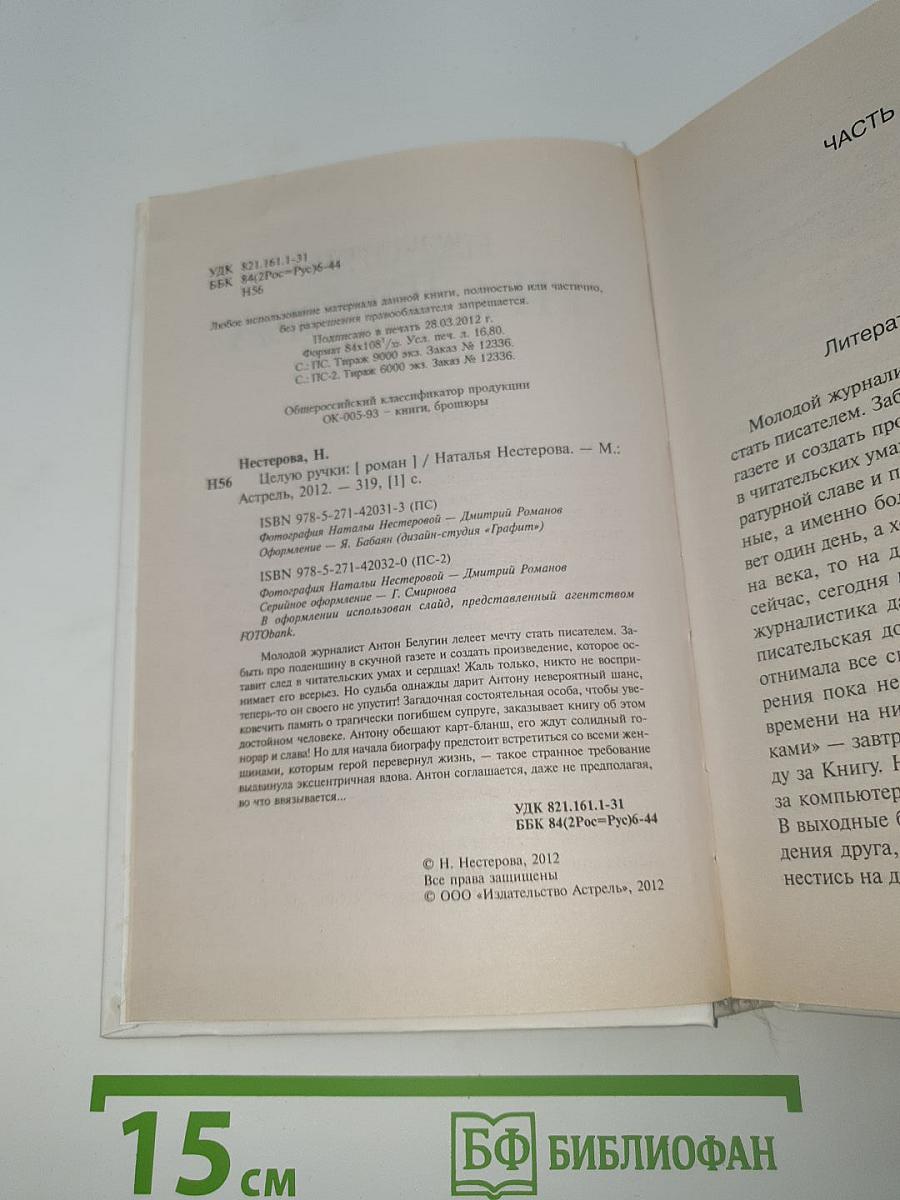 УДК 821.161.1-31
ББК 84(2Рос=Рус)6-44
Н56
Любое использование материала данной книги, полностью или частично,
без разрешения правообладателя запрещается.
Подписано в печать 28.03.2012 г.
Формат 84х108¹/₃₂. Усл. печ. л. 16,80.
С.: ПС. Тираж 9000 экз. Заказ № 12336.
С.: ПС-2. Тираж 6000 экз. Заказ № 12336.
Общероссийский классификатор продукции
ОК-005-93 – книги, брошюры
Нестерова, Н.
Н56 Целую ручки: [ роман ] / Наталья Нестерова. — М.:
Астрель, 2012. — 319, [1] с.
ISBN 978-5-271-42031-3 (ПС)
Фотография Натальи Нестеровой — Дмитрий Романов
Оформление — Я. Бабаян (дизайн-студия «Графит»)
ISBN 978-5-271-42032-0 (ПС-2)
Фотография Натальи Нестеровой — Дмитрий Романов
Серийное оформление — Г. Смирнова
В оформлении использован слайд, представленный агентством
FOTObank.
Молодой журналист Антон Белугин лелеет мечту стать писателем. За-
быть про поденщину в скучной газете и создать произведение, которое ос-
тавит след в читательских умах и сердцах! Жаль только, никто не воспри-
нимает его всерьез. Но судьба однажды дарит Антону невероятный шанс,
теперь-то он своего не упустит! Загадочная состоятельная особа, чтобы уве-
ковечить память о трагически погибшем супруге, заказывает книгу об этом
достойном человеке. Антону обещают карт-бланш, его ждут солидный го-
норар и слава! Но для начала биографу предстоит встретиться со всеми жен-
щинами, которым герой перевернул жизнь, — такое странное требование
выдвинула эксцентричная вдова. Антон соглашается, даже не предполагая,
во что ввязывается...
УДК 821.161.1-31
ББК 84(2Рос=Рус)6-44
© Н. Нестерова, 2012
Все права защищены
© ООО «Издательство Астрель», 2012
ЧАСТЬ
Литерат
Молодой журнали
стать писателем. Заб
газете и создать про
в читательских ума
ратурной славе и п
ные, а именно бол
вет один день, а х
на века, то на д
сейчас, сегодня
журналистика да
писательская до
отнимала все с
рения пока не
времени на ни
ками» — завтр
ду за Книгу. Н
за компьютер
В выходные б
дения друга,
нестись на д
15 см
БФ БИБЛИОФАН